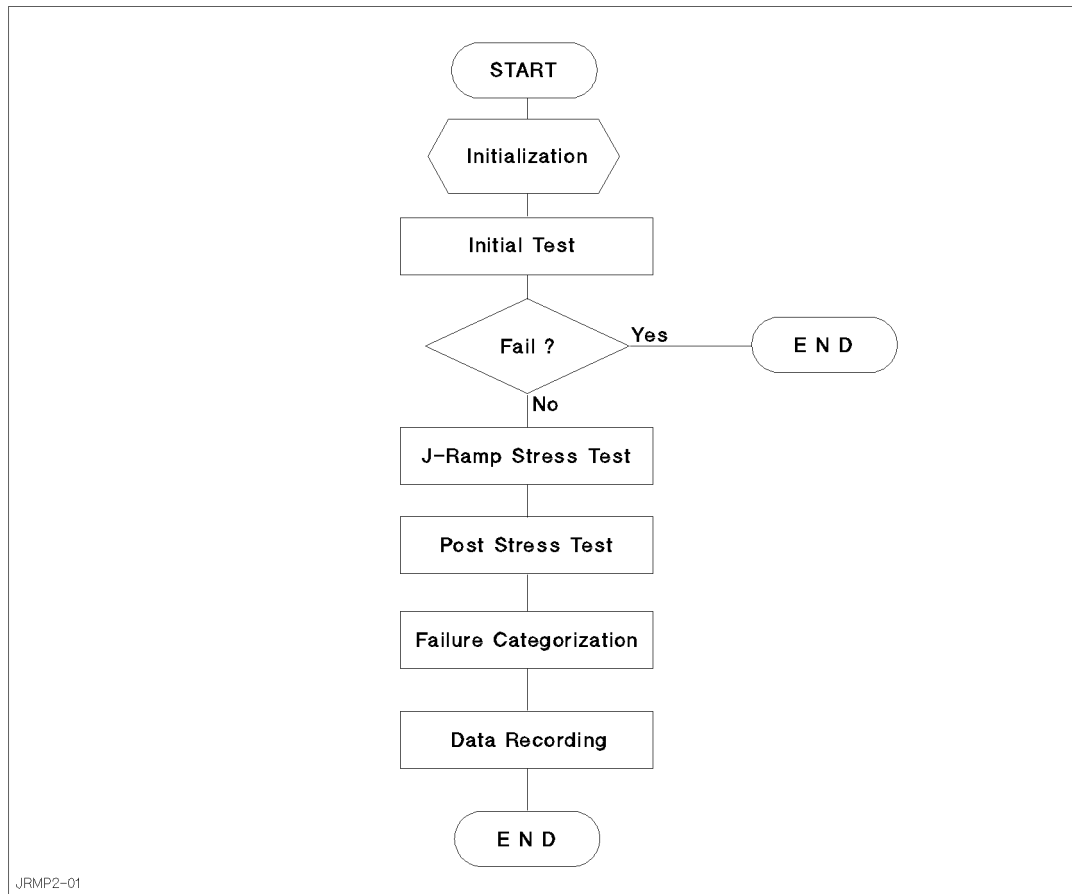 START
Initialization
Initial Test
Fail ?
Yes
E N D
No
J-Ramp Stress Test
Post Stress Test
Failure Categorization
Data Recording
E N D
JRMP2-01